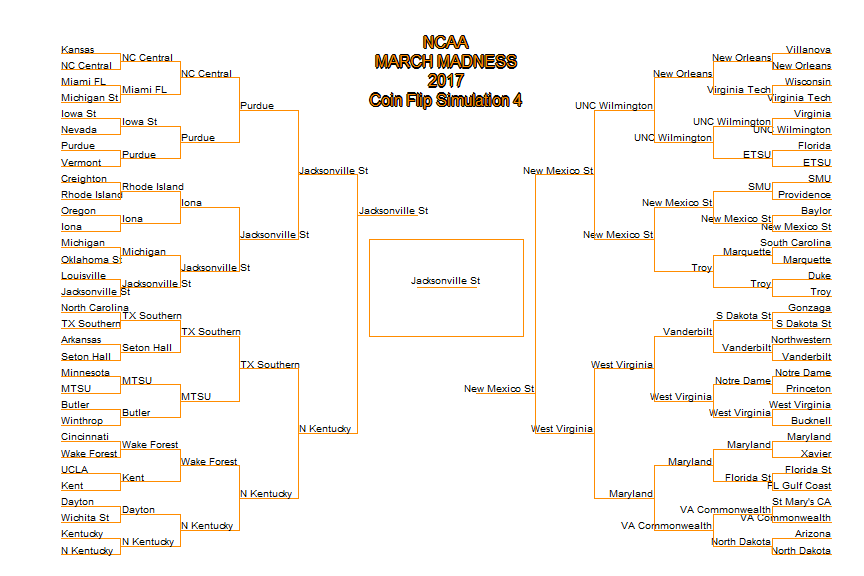 NCAA
MARCH MADNESS
2017
Coin Flip Simulation 4
Kansas
NC Central
NC Central
Miami FL
Miami FL
Michigan St
NC Central
Iowa St
Iowa St
Nevada
Purdue
Purdue
Vermont
Purdue
Purdue
Creighton
Rhode Island
Rhode Island
Oregon
Iona
Iona
Iona
Michigan
Michigan
Oklahoma St
Louisville
Jacksonville St
Jacksonville St
Jacksonville St
Jacksonville St
Jacksonville St
Jacksonville St
North Carolina
TX Southern
TX Southern
Arkansas
Seton Hall
Seton Hall
TX Southern
Minnesota
MTSU
MTSU
Butler
Butler
Winthrop
MTSU
TX Southern
Cincinnati
Wake Forest
Wake Forest
UCLA
Kent
Kent
Wake Forest
Dayton
Dayton
Wichita St
Kentucky
N Kentucky
N Kentucky
N Kentucky
N Kentucky
N Kentucky
Jacksonville St
Villanova
New Orleans
New Orleans
Wisconsin
Virginia Tech
Virginia Tech
New Orleans
Virginia
UNC Wilmington
UNC Wilmington
Florida
ETSU
ETSU
UNC Wilmington
UNC Wilmington
SMU
SMU
Providence
Baylor
New Mexico St
New Mexico St
New Mexico St
South Carolina
Marquette
Marquette
Duke
Troy
Troy
Troy
New Mexico St
New Mexico St
Gonzaga
S Dakota St
S Dakota St
Northwestern
Vanderbilt
Vanderbilt
Vanderbilt
Notre Dame
Notre Dame
Princeton
West Virginia
West Virginia
Bucknell
West Virginia
West Virginia
Maryland
Maryland
Xavier
Florida St
Florida St
FL Gulf Coast
Maryland
St Mary's CA
VA Commonwealth
VA Commonwealth
Arizona
North Dakota
North Dakota
VA Commonwealth
Maryland
West Virginia
New Mexico St